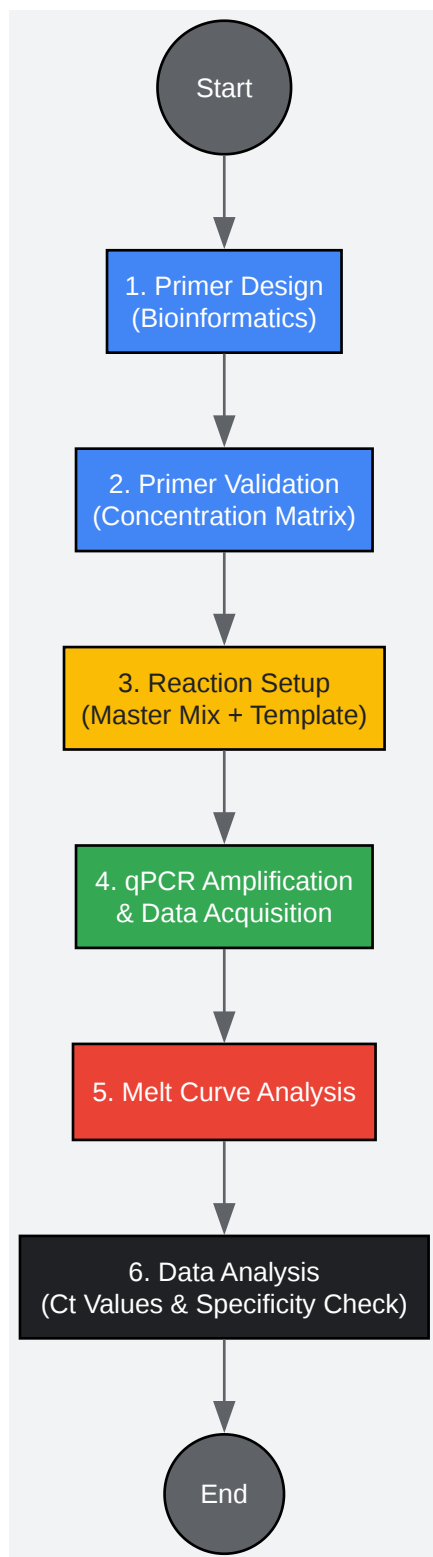 Start
1. Primer Design
(Bioinformatics)
2. Primer Validation
(Concentration Matrix)
3. Reaction Setup
(Master Mix + Template)
4. qPCR Amplification
& Data Acquisition
5. Melt Curve Analysis
6. Data Analysis
(Ct Values & Specificity Check)
End